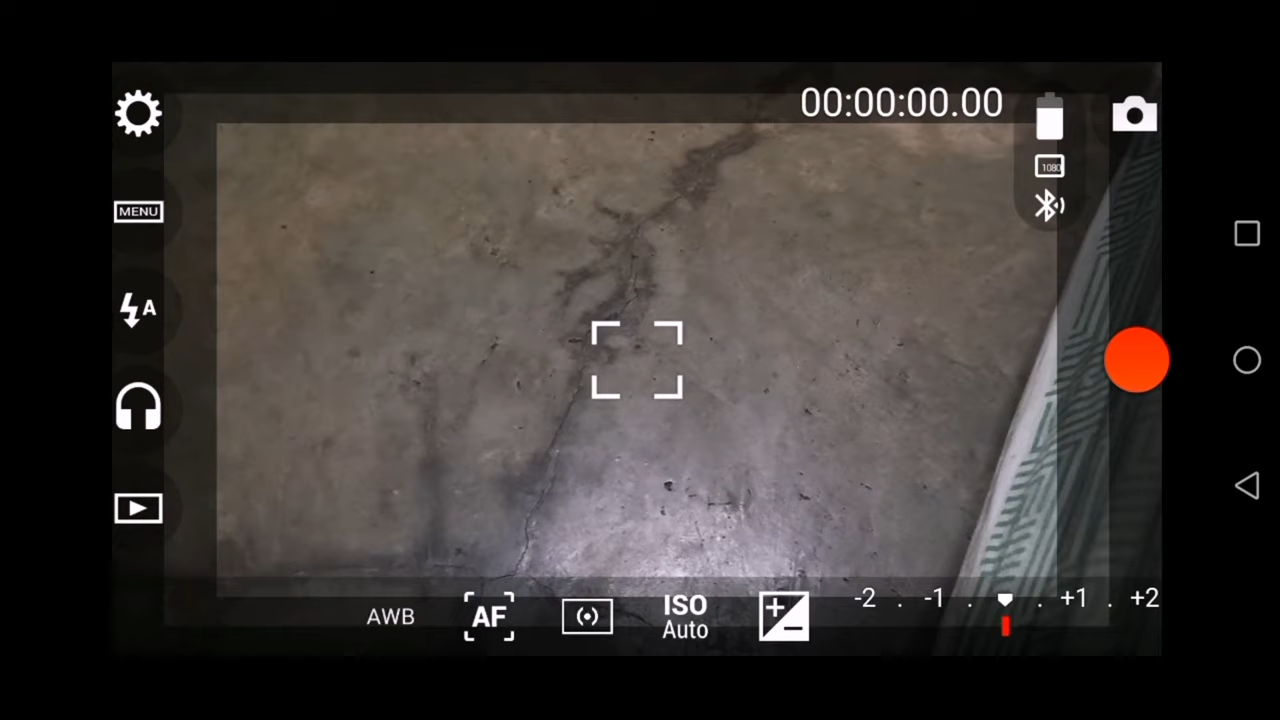 00:00:00.00
1080
MENU
A
AWB
AF
ISO
Auto
-2 . -1 . . +1 . +2